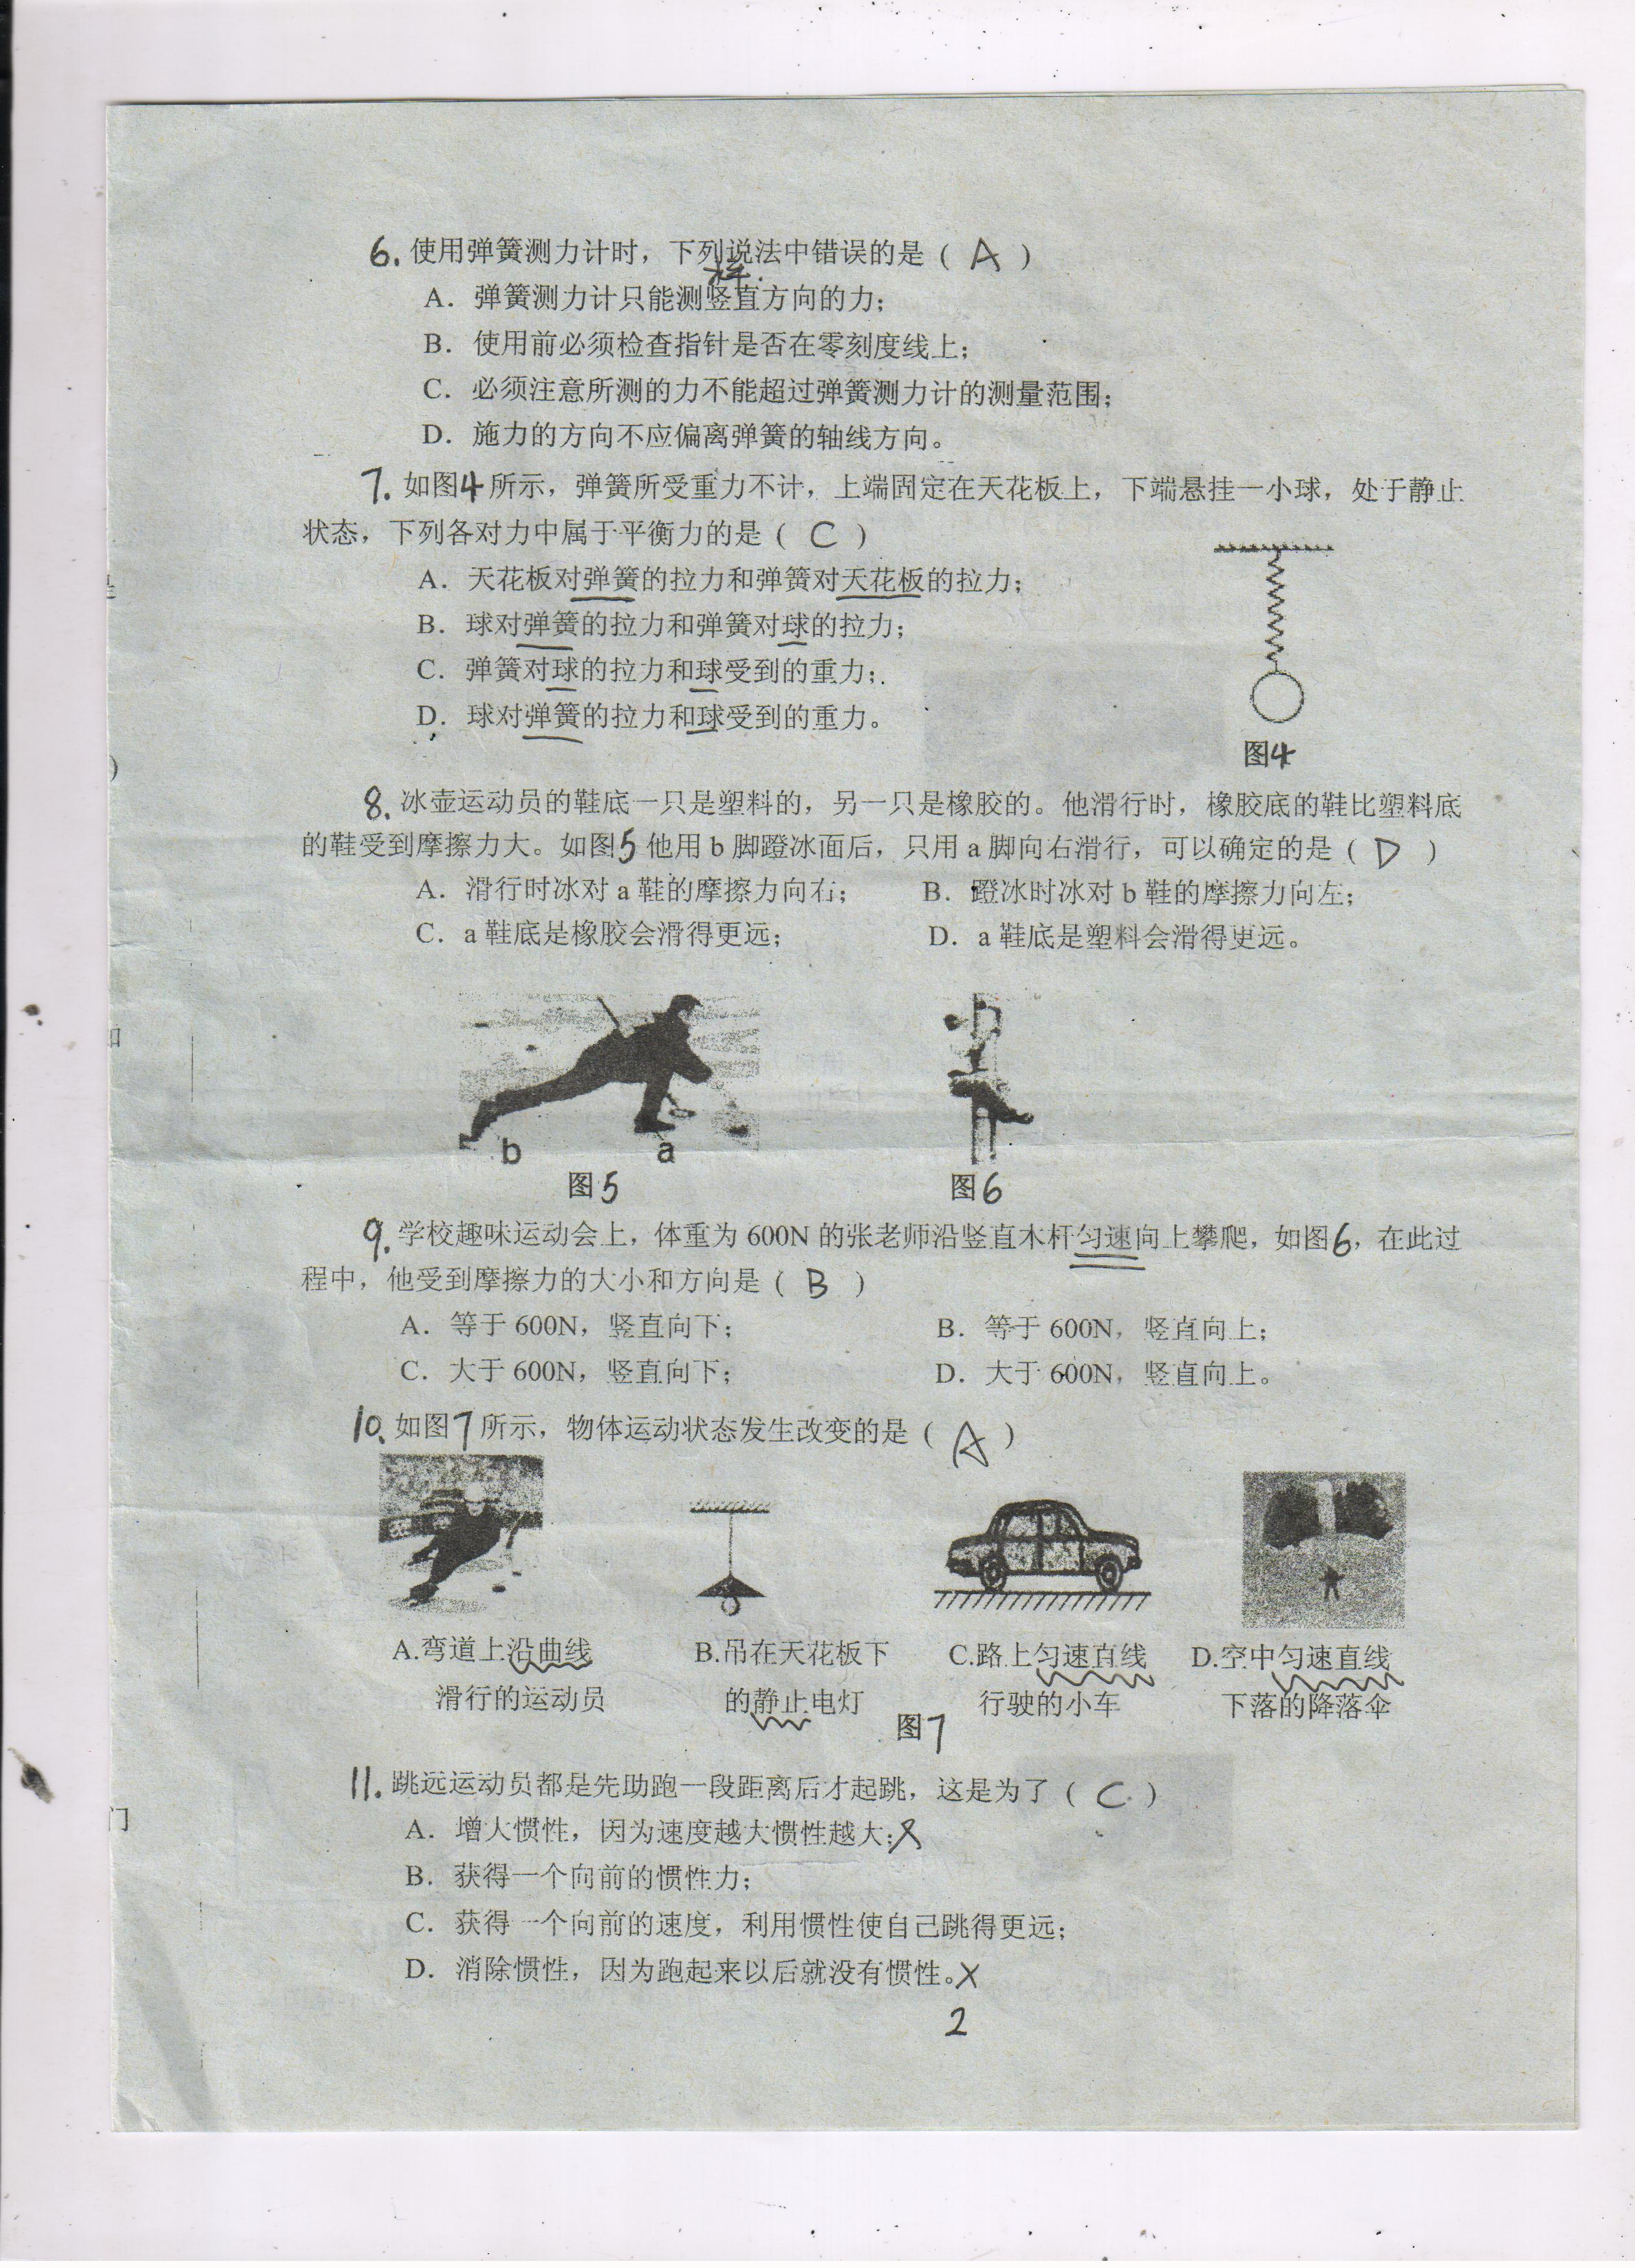 6. 使用弹簧测力计时，下列说法中错误的是（ A ）
A．弹簧测力计只能测竖直方向的力；
B．使用前必须检查指针是否在零刻度线上；
C．必须注意所测的力不能超过弹簧测力计的测量范围；
D．施力的方向不应偏离弹簧的轴线方向。
7. 如图4所示，弹簧所受重力不计，上端固定在天花板上，下端悬挂一小球，处于静止
状态，下列各对力中属于平衡力的是（ C ）
A．天花板对弹簧的拉力和弹簧对天花板的拉力；
B．球对弹簧的拉力和弹簧对球的拉力；
C．弹簧对球的拉力和球受到的重力；
D．球对弹簧的拉力和球受到的重力。
图4
8. 冰壶运动员的鞋底一只是塑料的，另一只是橡胶的。他滑行时，橡胶底的鞋比塑料底
的鞋受到摩擦力大。如图5他用 b 脚蹬冰面后，只用 a 脚向右滑行，可以确定的是（ D ）
A．滑行时冰对 a 鞋的摩擦力向右； B．蹬冰时冰对 b 鞋的摩擦力向左；
C．a 鞋底是橡胶会滑得更远； D．a 鞋底是塑料会滑得更远。
b a
图5 图6
9. 学校趣味运动会上，体重为 600N 的张老师沿竖直木杆匀速向上攀爬，如图6，在此过
程中，他受到摩擦力的大小和方向是（ B ）
A．等于 600N，竖直向下； B．等于 600N，竖直向上；
C．大于 600N，竖直向下； D．大于 600N，竖直向上。
10. 如图7所示，物体运动状态发生改变的是（ A ）
A.弯道上沿曲线 B.吊在天花板下 C.路上匀速直线 D.空中匀速直线
滑行的运动员 的静止电灯 行驶的小车 下落的降落伞
图7
11. 跳远运动员都是先助跑一段距离后才起跳，这是为了（ C ）
A．增大惯性，因为速度越大惯性越大；X
B．获得一个向前的惯性力；
C．获得一个向前的速度，利用惯性使自己跳得更远；
D．消除惯性，因为跑起来以后就没有惯性。X
2